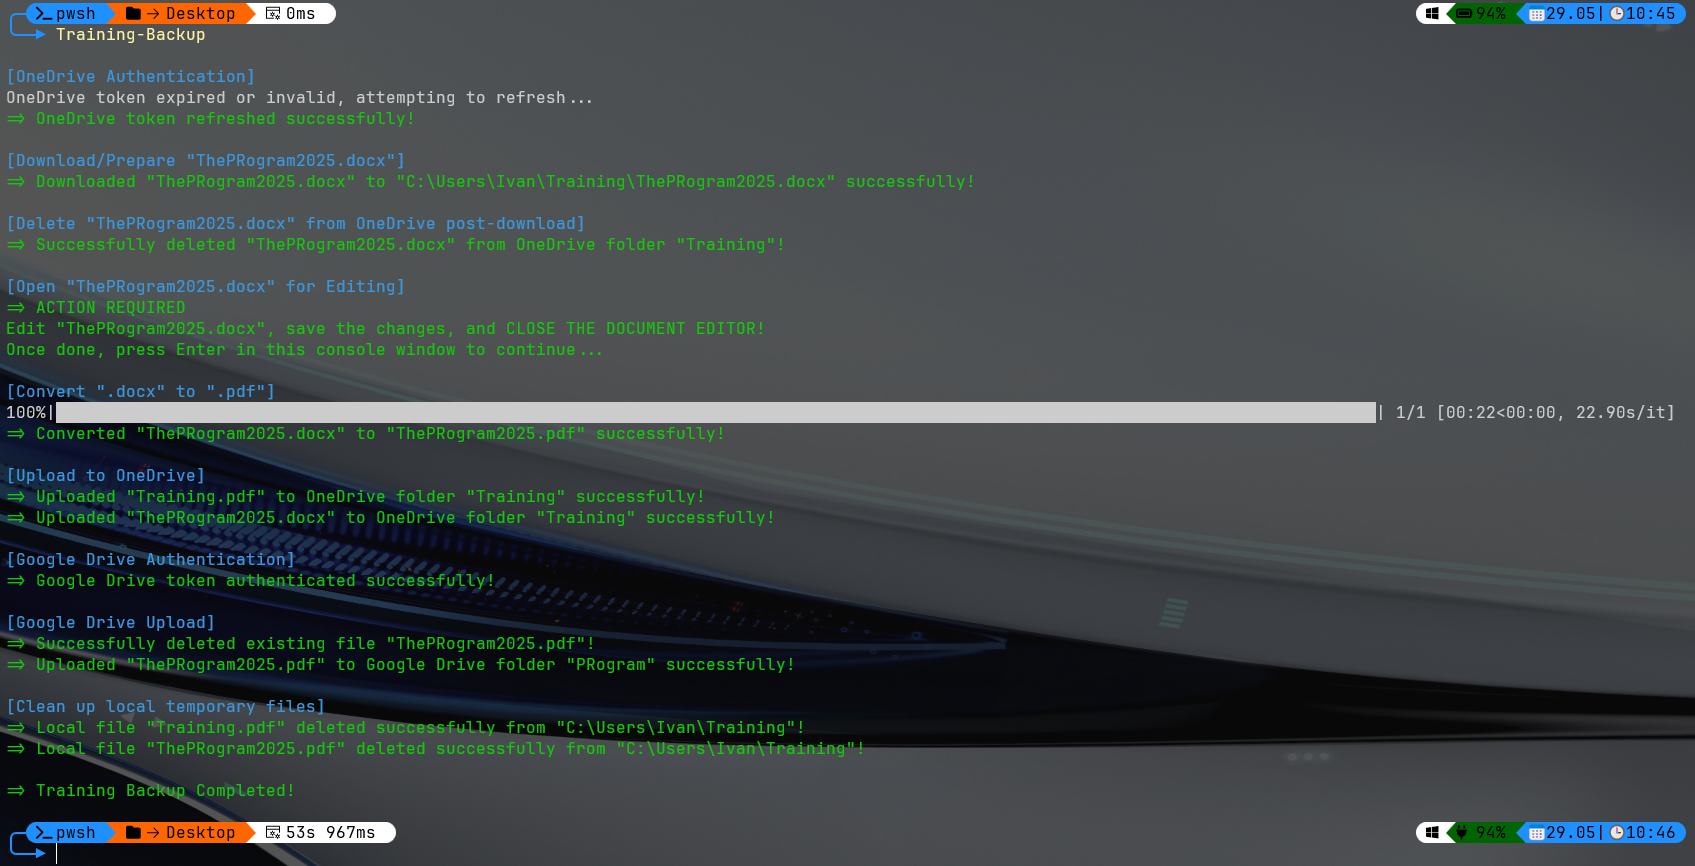 pwsh → Desktop 0ms 94% 29.05| 10:45
Training-Backup
[OneDrive Authentication]
OneDrive token expired or invalid, attempting to refresh...
=> OneDrive token refreshed successfully!
[Download/Prepare "ThePRogram2025.docx"]
=> Downloaded "ThePRogram2025.docx" to "C:\Users\Ivan\Training\ThePRogram2025.docx" successfully!
[Delete "ThePRogram2025.docx" from OneDrive post-download]
=> Successfully deleted "ThePRogram2025.docx" from OneDrive folder "Training"!
[Open "ThePRogram2025.docx" for Editing]
=> ACTION REQUIRED
Edit "ThePRogram2025.docx", save the changes, and CLOSE THE DOCUMENT EDITOR!
Once done, press Enter in this console window to continue...
[Convert ".docx" to ".pdf"]
100%| | 1/1 [00:22<00:00, 22.90s/it]
=> Converted "ThePRogram2025.docx" to "ThePRogram2025.pdf" successfully!
[Upload to OneDrive]
=> Uploaded "Training.pdf" to OneDrive folder "Training" successfully!
=> Uploaded "ThePRogram2025.docx" to OneDrive folder "Training" successfully!
[Google Drive Authentication]
=> Google Drive token authenticated successfully!
[Google Drive Upload]
=> Successfully deleted existing file "ThePRogram2025.pdf"!
=> Uploaded "ThePRogram2025.pdf" to Google Drive folder "PRogram" successfully!
[Clean up local temporary files]
=> Local file "Training.pdf" deleted successfully from "C:\Users\Ivan\Training"!
=> Local file "ThePRogram2025.pdf" deleted successfully from "C:\Users\Ivan\Training"!
=> Training Backup Completed!
pwsh → Desktop 53s 967ms 94% 29.05| 10:46